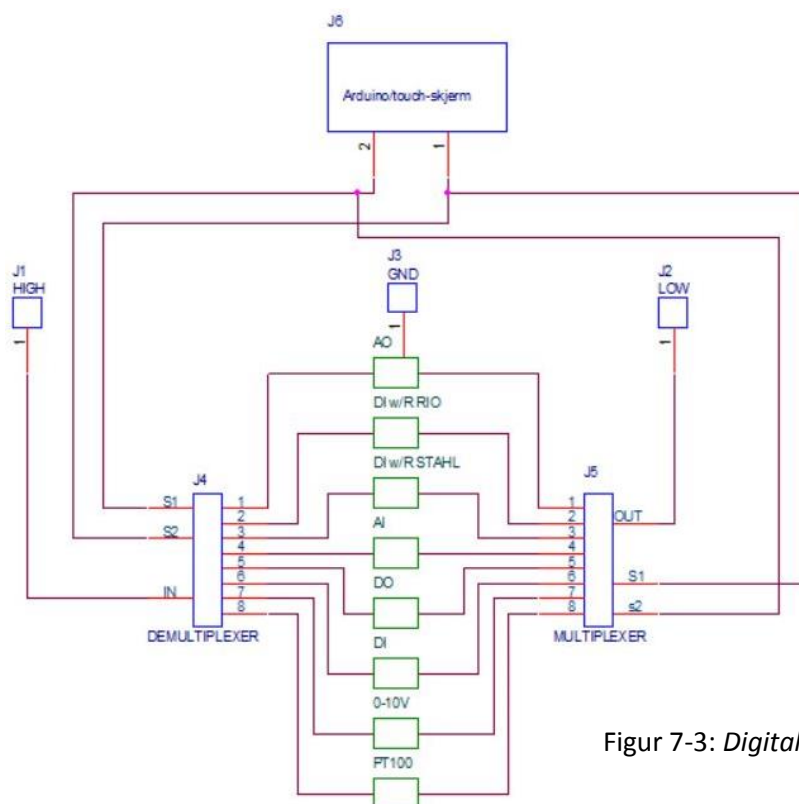 J6
Arduino/touch-skjerm
2
1
J1
HIGH
1
J3
GND
1
J2
LOW
1
AO
DI w/R RIO
DI w/R STAHL
AI
DO
DI
0-10V
PT100
J4
S1
S2
IN
1
2
3
4
5
6
7
8
DEMULTIPLEXER
J5
1
2
3
4
5
6
7
8
OUT
S1
s2
MULTIPLEXER
Figur 7-3: Digital